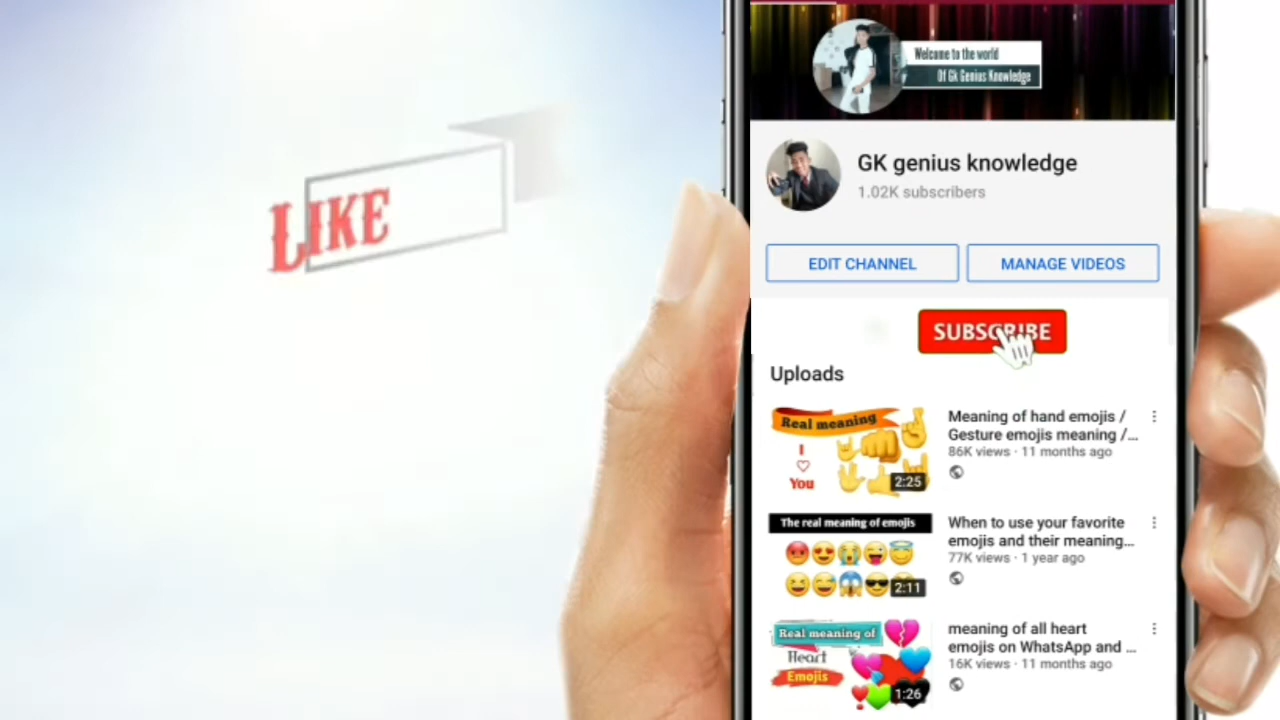 LIKE
Welcome to the world
Of Gk Genius Knowledge
GK genius knowledge
1.02K subscribers
EDIT CHANNEL
MANAGE VIDEOS
SUBSCRIBE
Uploads
Real meaning
I
You
2:25
Meaning of hand emojis /
Gesture emojis meaning /...
86K views · 11 months ago
The real meaning of emojis
2:11
When to use your favorite
emojis and their meaning...
77K views · 1 year ago
Real meaning of
Heart
Emojis
1:26
meaning of all heart
emojis on WhatsApp and ...
16K views · 11 months ago